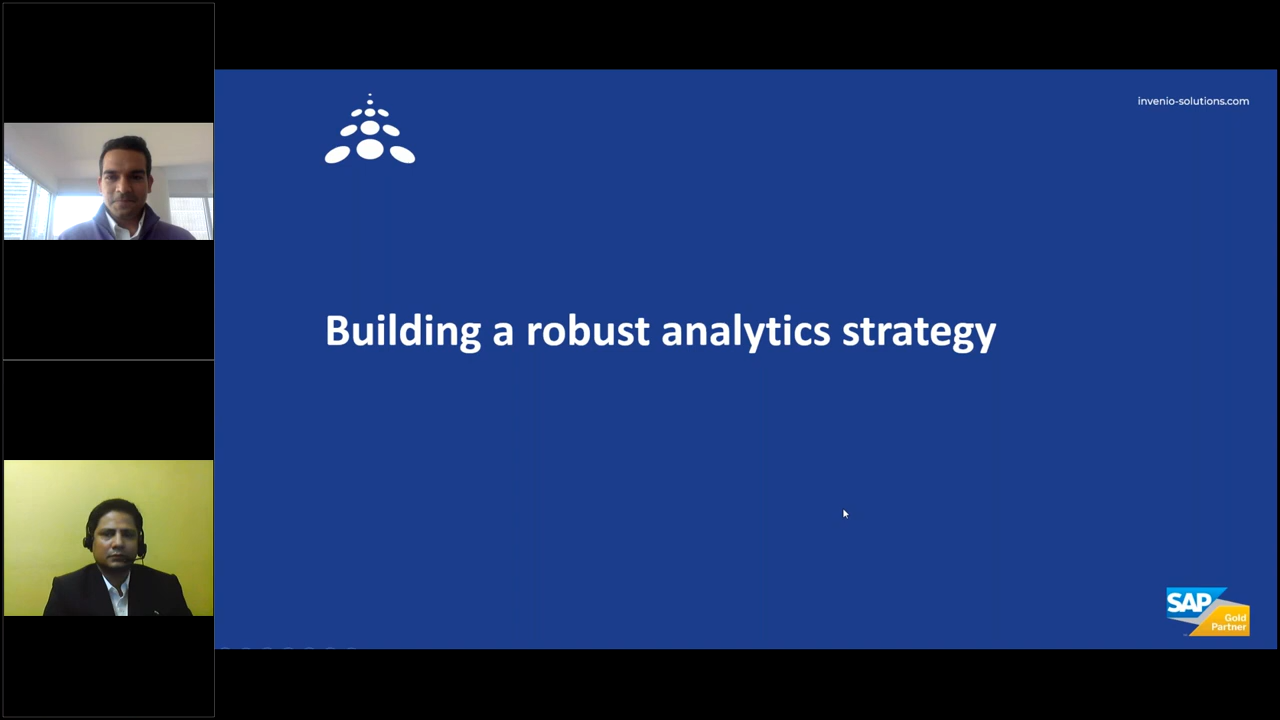 invenio-solutions.com
Building a robust analytics strategy
SAP
Gold
Partner